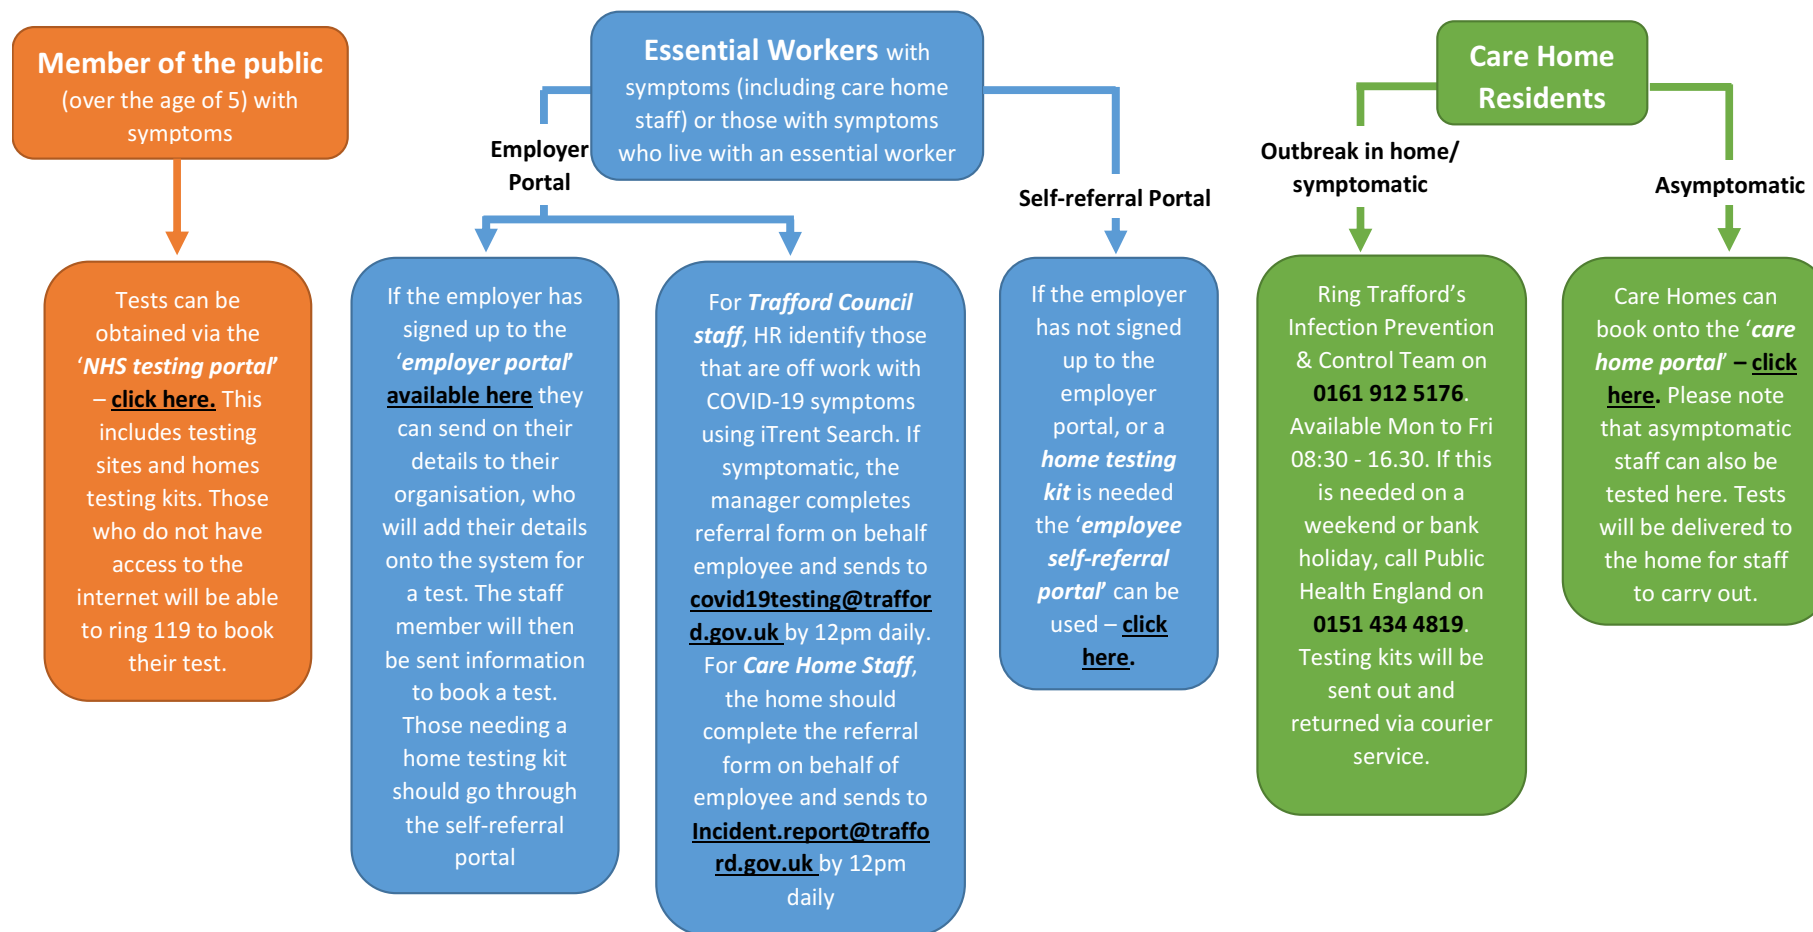 Member of the public
(over the age of 5) with
symptoms
Tests can be
obtained via the
‘NHS testing portal’
– click here. This
includes testing
sites and homes
testing kits. Those
who do not have
access to the
internet will be able
to ring 119 to book
their test.
Essential Workers with
symptoms (including care home
staff) or those with symptoms
who live with an essential worker
Employer
Portal
If the employer has
signed up to the
‘employer portal’
available here they
can send on their
details to their
organisation, who
will add their details
onto the system for
a test. The staff
member will then
be sent information
to book a test.
Those needing a
home testing kit
should go through
the self-referral
portal
For Trafford Council
staff, HR identify those
that are off work with
COVID-19 symptoms
using iTrent Search. If
symptomatic, the
manager completes
referral form on behalf
employee and sends to
covid19testing@traffor
d.gov.uk by 12pm daily.
For Care Home Staff,
the home should
complete the referral
form on behalf of
employee and sends to
Incident.report@traffo
rd.gov.uk by 12pm
daily
Self-referral Portal
If the employer
has not signed
up to the
employer
portal, or a
home testing
kit is needed
the ‘employee
self-referral
portal’ can be
used – click
here.
Care Home
Residents
Outbreak in home/
symptomatic
Ring Trafford’s
Infection Prevention
& Control Team on
0161 912 5176.
Available Mon to Fri
08:30 - 16.30. If this
is needed on a
weekend or bank
holiday, call Public
Health England on
0151 434 4819.
Testing kits will be
sent out and
returned via courier
service.
Asymptomatic
Care Homes can
book onto the ‘care
home portal’ – click
here. Please note
that asymptomatic
staff can also be
tested here. Tests
will be delivered to
the home for staff
to carry out.